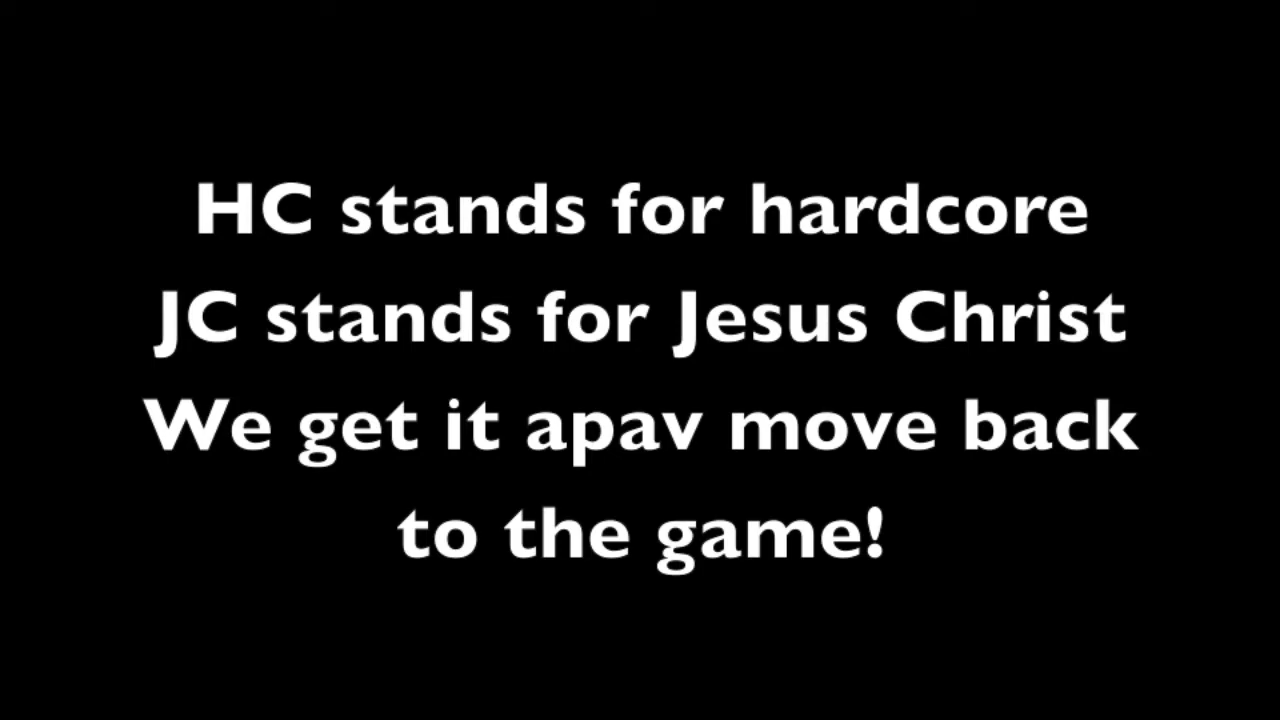 HC stands for hardcore
JC stands for Jesus Christ
We get it apav move back
to the game!